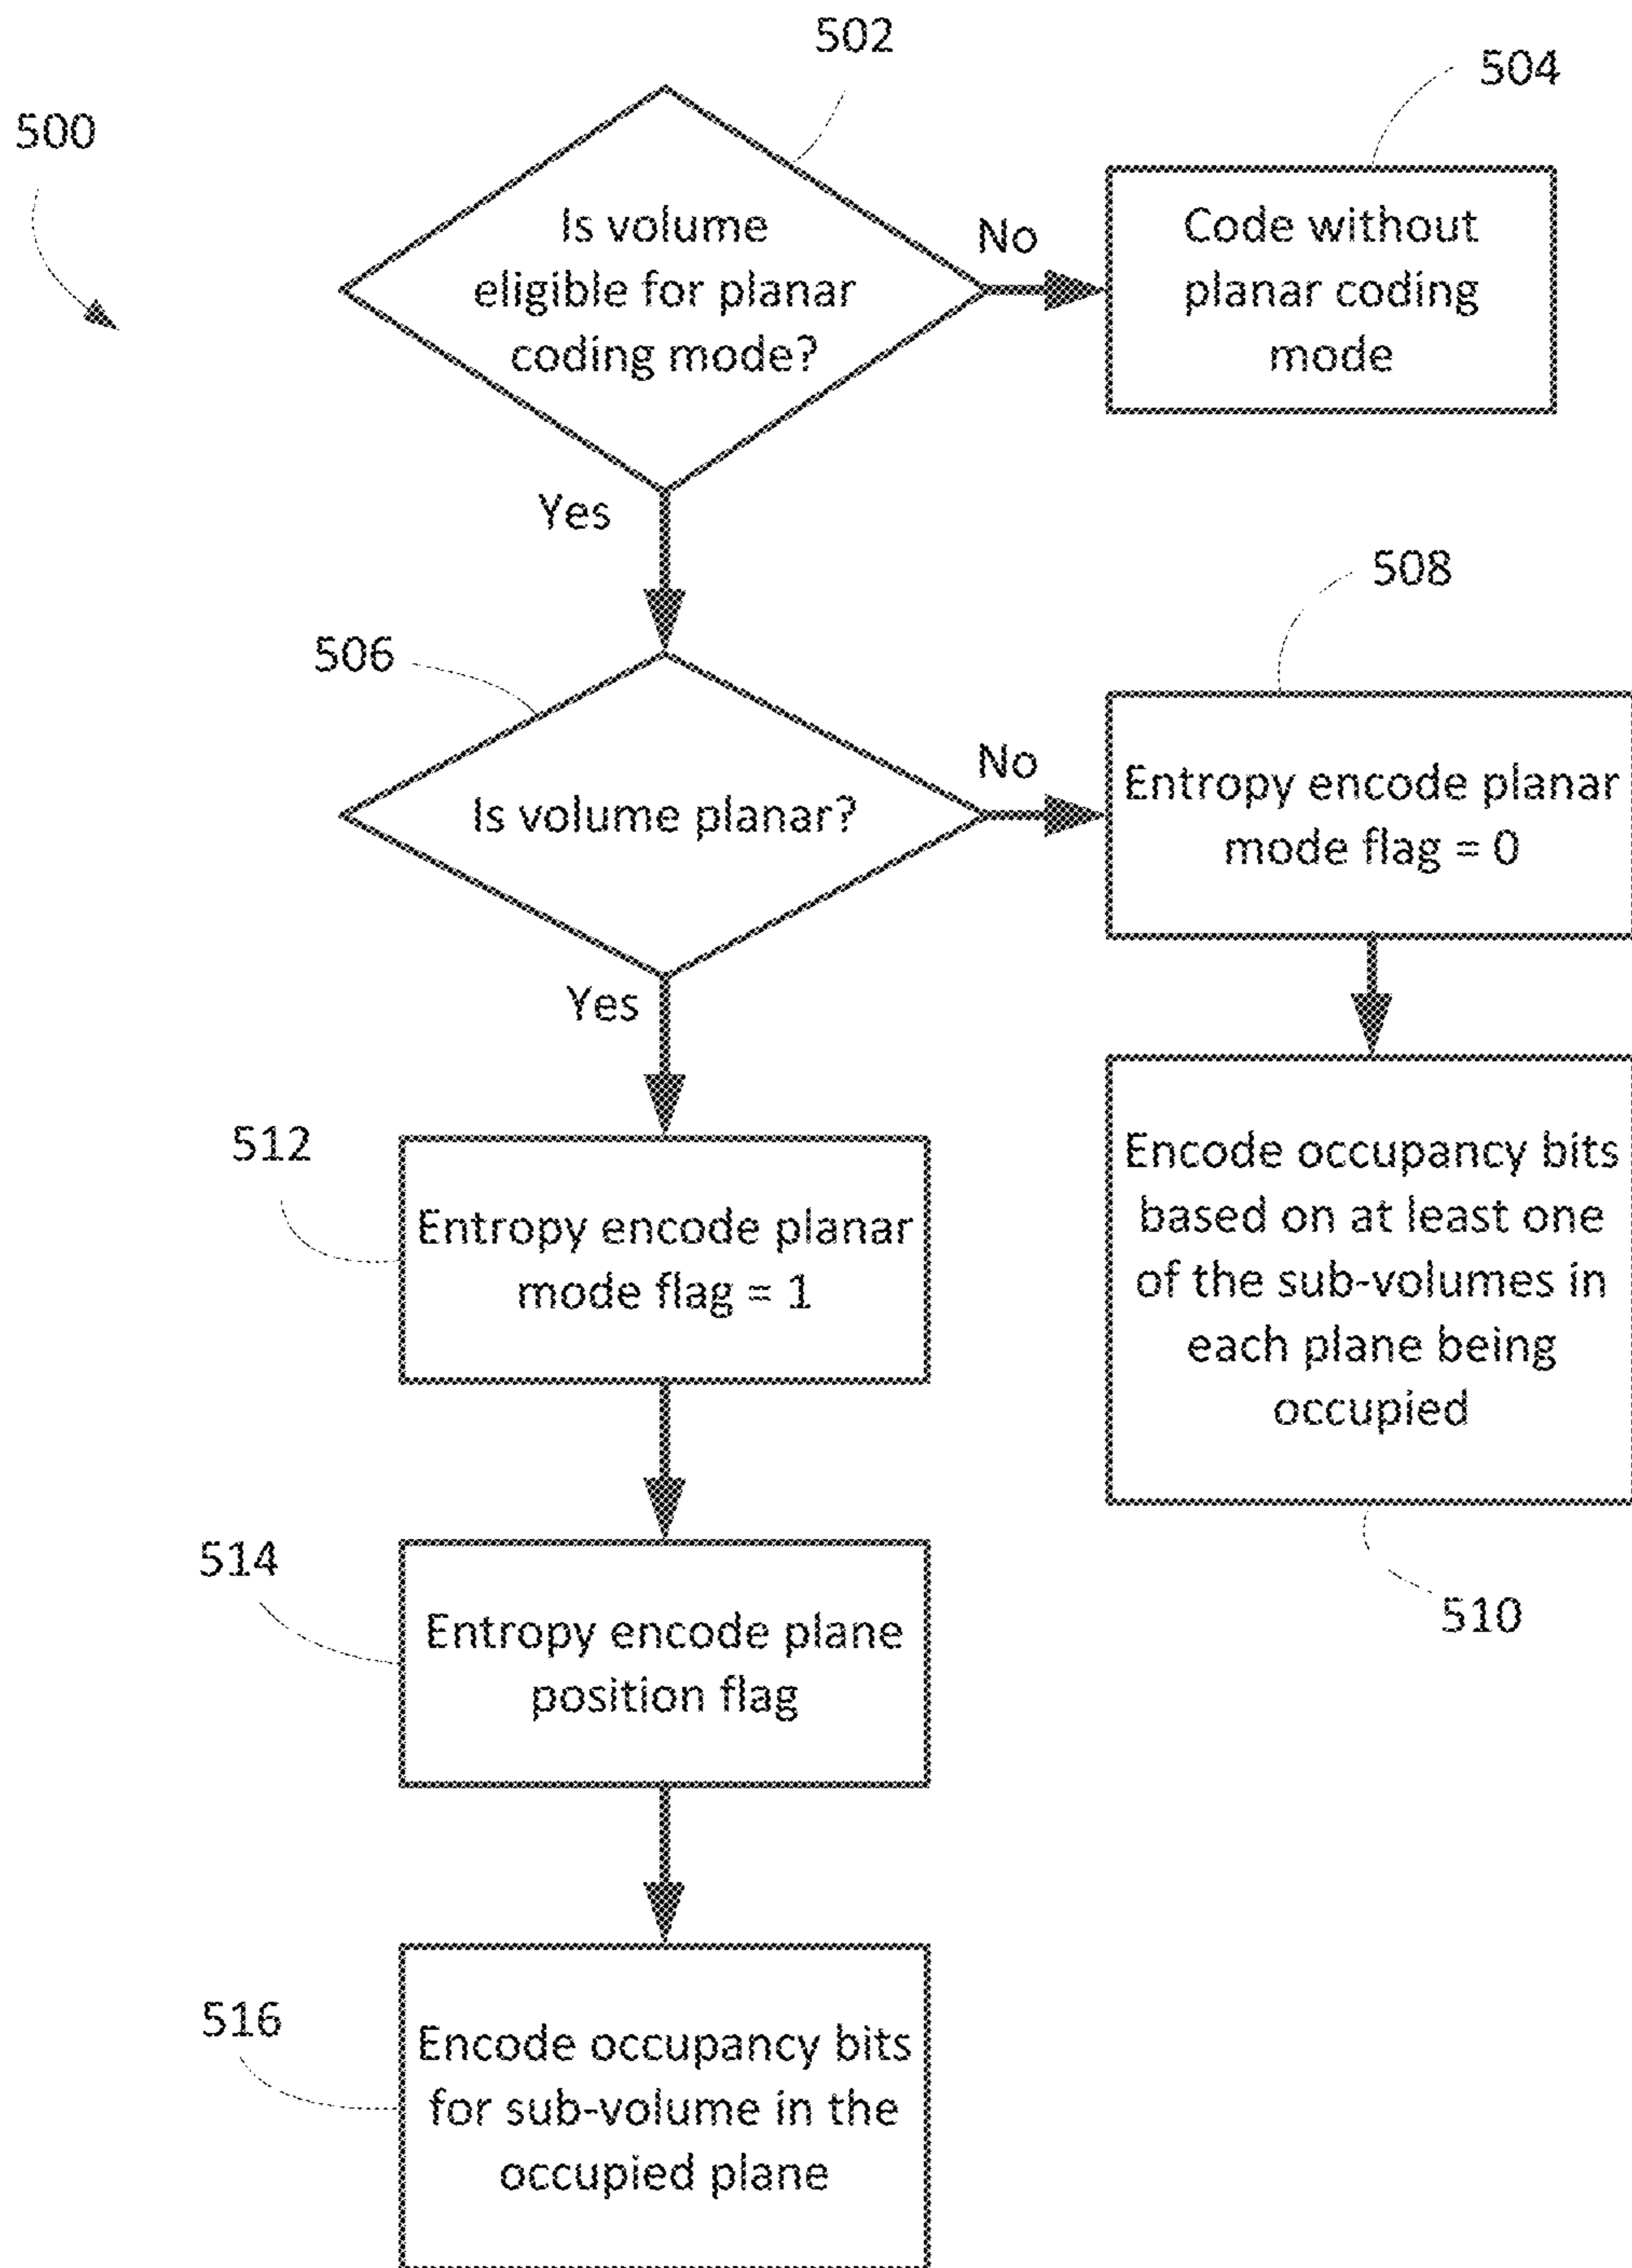 502
504
500
Is volume
eligible for planar
coding mode?
No
Code without
planar coding
mode
Yes
508
506
Is volume planar?
No
Entropy encode planar
mode flag = 0
Yes
512
Entropy encode planar
mode flag = 1
Encode occupancy bits
based on at least one
of the sub-volumes in
each plane being
occupied
510
514
Entropy encode plane
position flag
516
Encode occupancy bits
for sub-volume in the
occupied plane